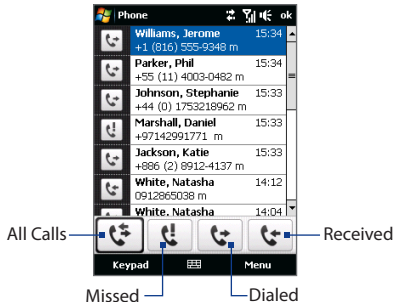 Phone ok
Williams, Jerome 15:34
+1 (816) 555-9348 m
Parker, Phil 15:34
+55 (11) 4003-0482 m
Johnson, Stephanie 15:33
+44 (0) 1753218962 m
Marshall, Daniel 15:33
+97142991771 m
Jackson, Katie 15:33
+886 (2) 8912-4137 m
White, Natasha 14:12
0912865038 m
White, Natasha 14:04
All Calls
Received
Keypad Menu
Missed
Dialed